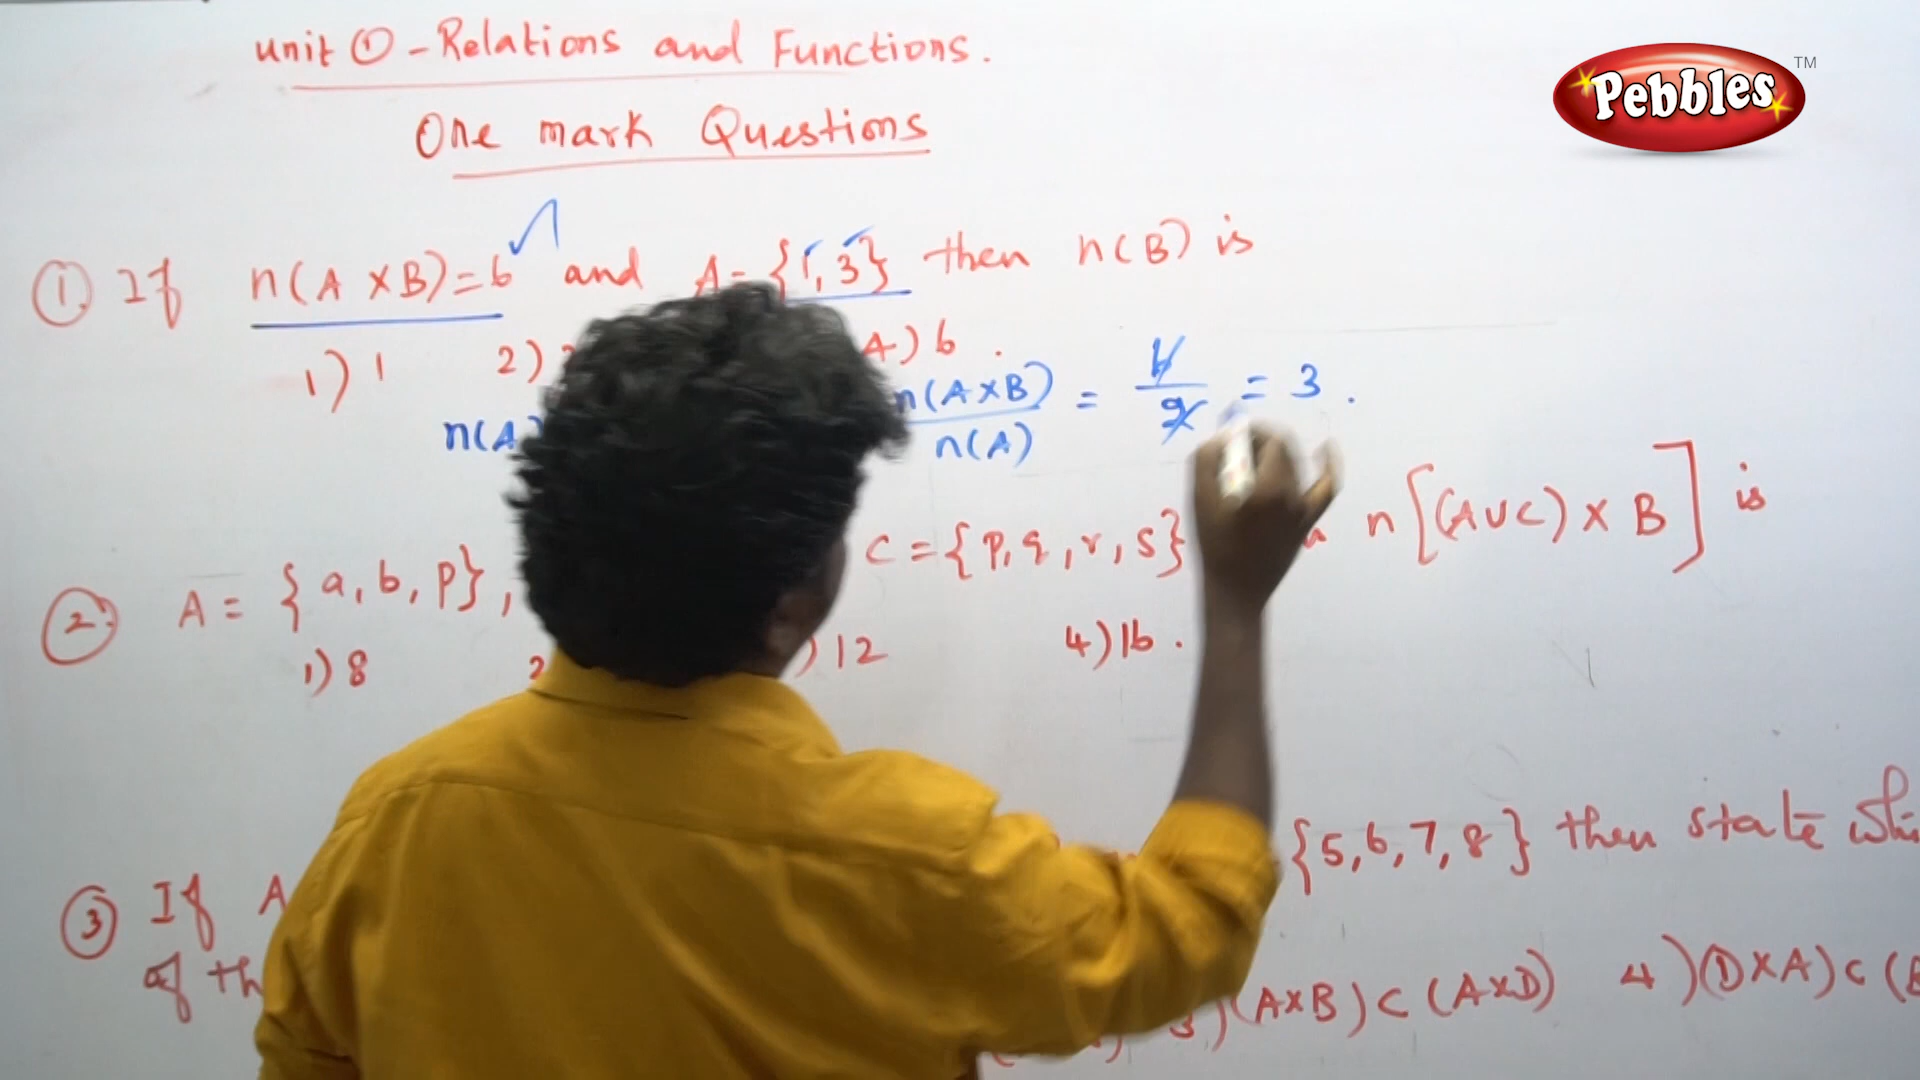 unit ① - Relations and Functions.
Pebbles TM
One mark Questions
① If n(A×B)=6 and A={1,3} then n(B) is
1) 1 2) 4) 6.
n(A) n(A×B) / n(A) = 6/2 = 3.
② A = {a, b, p}, C = {p, q, r, s} n[(A∪C) × B] is
1) 8 2 ) 12 4) 16.
③ If A {5, 6, 7, 8} then state
of th
3) (A×B) ⊂ (A×D) 4) (D×A) ⊂ (B